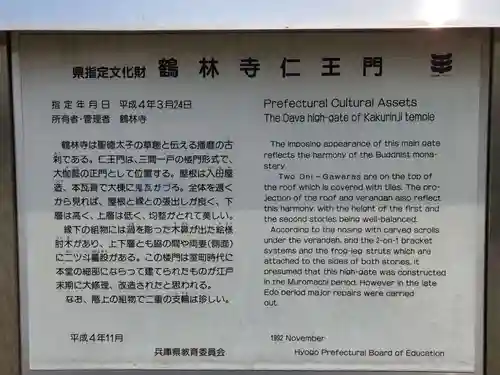 県指定文化財 鶴林寺仁王門
指定年月日 平成4年3月24日
所有者・管理者 鶴林寺
鶴林寺は聖徳太子の草創と伝える播磨の古
刹である。仁王門は、三間一戸の楼門形式で、
大伽藍の正門として位置する。屋根は入母屋
造、本瓦葺で大棟に鬼瓦がつる。全体を遠く
から見れば、屋根と縁との張出しが良く、下
層は高く、上層は低く、均整がとれて美しい。
縁下の組物には渦を彫った木鼻が出た絵様
肘木があり、上下層とも脇の間や両妻(側面)
に二ツ斗蟇股がある。この楼門は室町時代に
本堂の細部にならって建てられたものが江戸
末期に大修理、改造されたと思われる。
なお、階上の組物で二重の支輪は珍しい。
平成4年11月
兵庫県教育委員会
Prefectural Cultural Assets
The Dava high-gate of Kakurinji temple
The imposing appearance of this main gate
reflects the harmony of the Buddhist mona-
stery.
Two Oni-Gawaras are on the top of
the roof which is covered with tiles. The pro-
jection of the roof and verandah also reflect
this harmony with the height of the first and
the second stories being well-balanced.
According to the nosing with carved scrolls
under the verandah, and the 2-on-1 bracket
systems and the frog-leg struts which are
attached to the sides of both stories, it
presumed that this high-gate was constructed
in the Muromachi period. However in the late
Edo period major repairs were carried
out.
1992 November
Hyogo Prefectural Board of Education